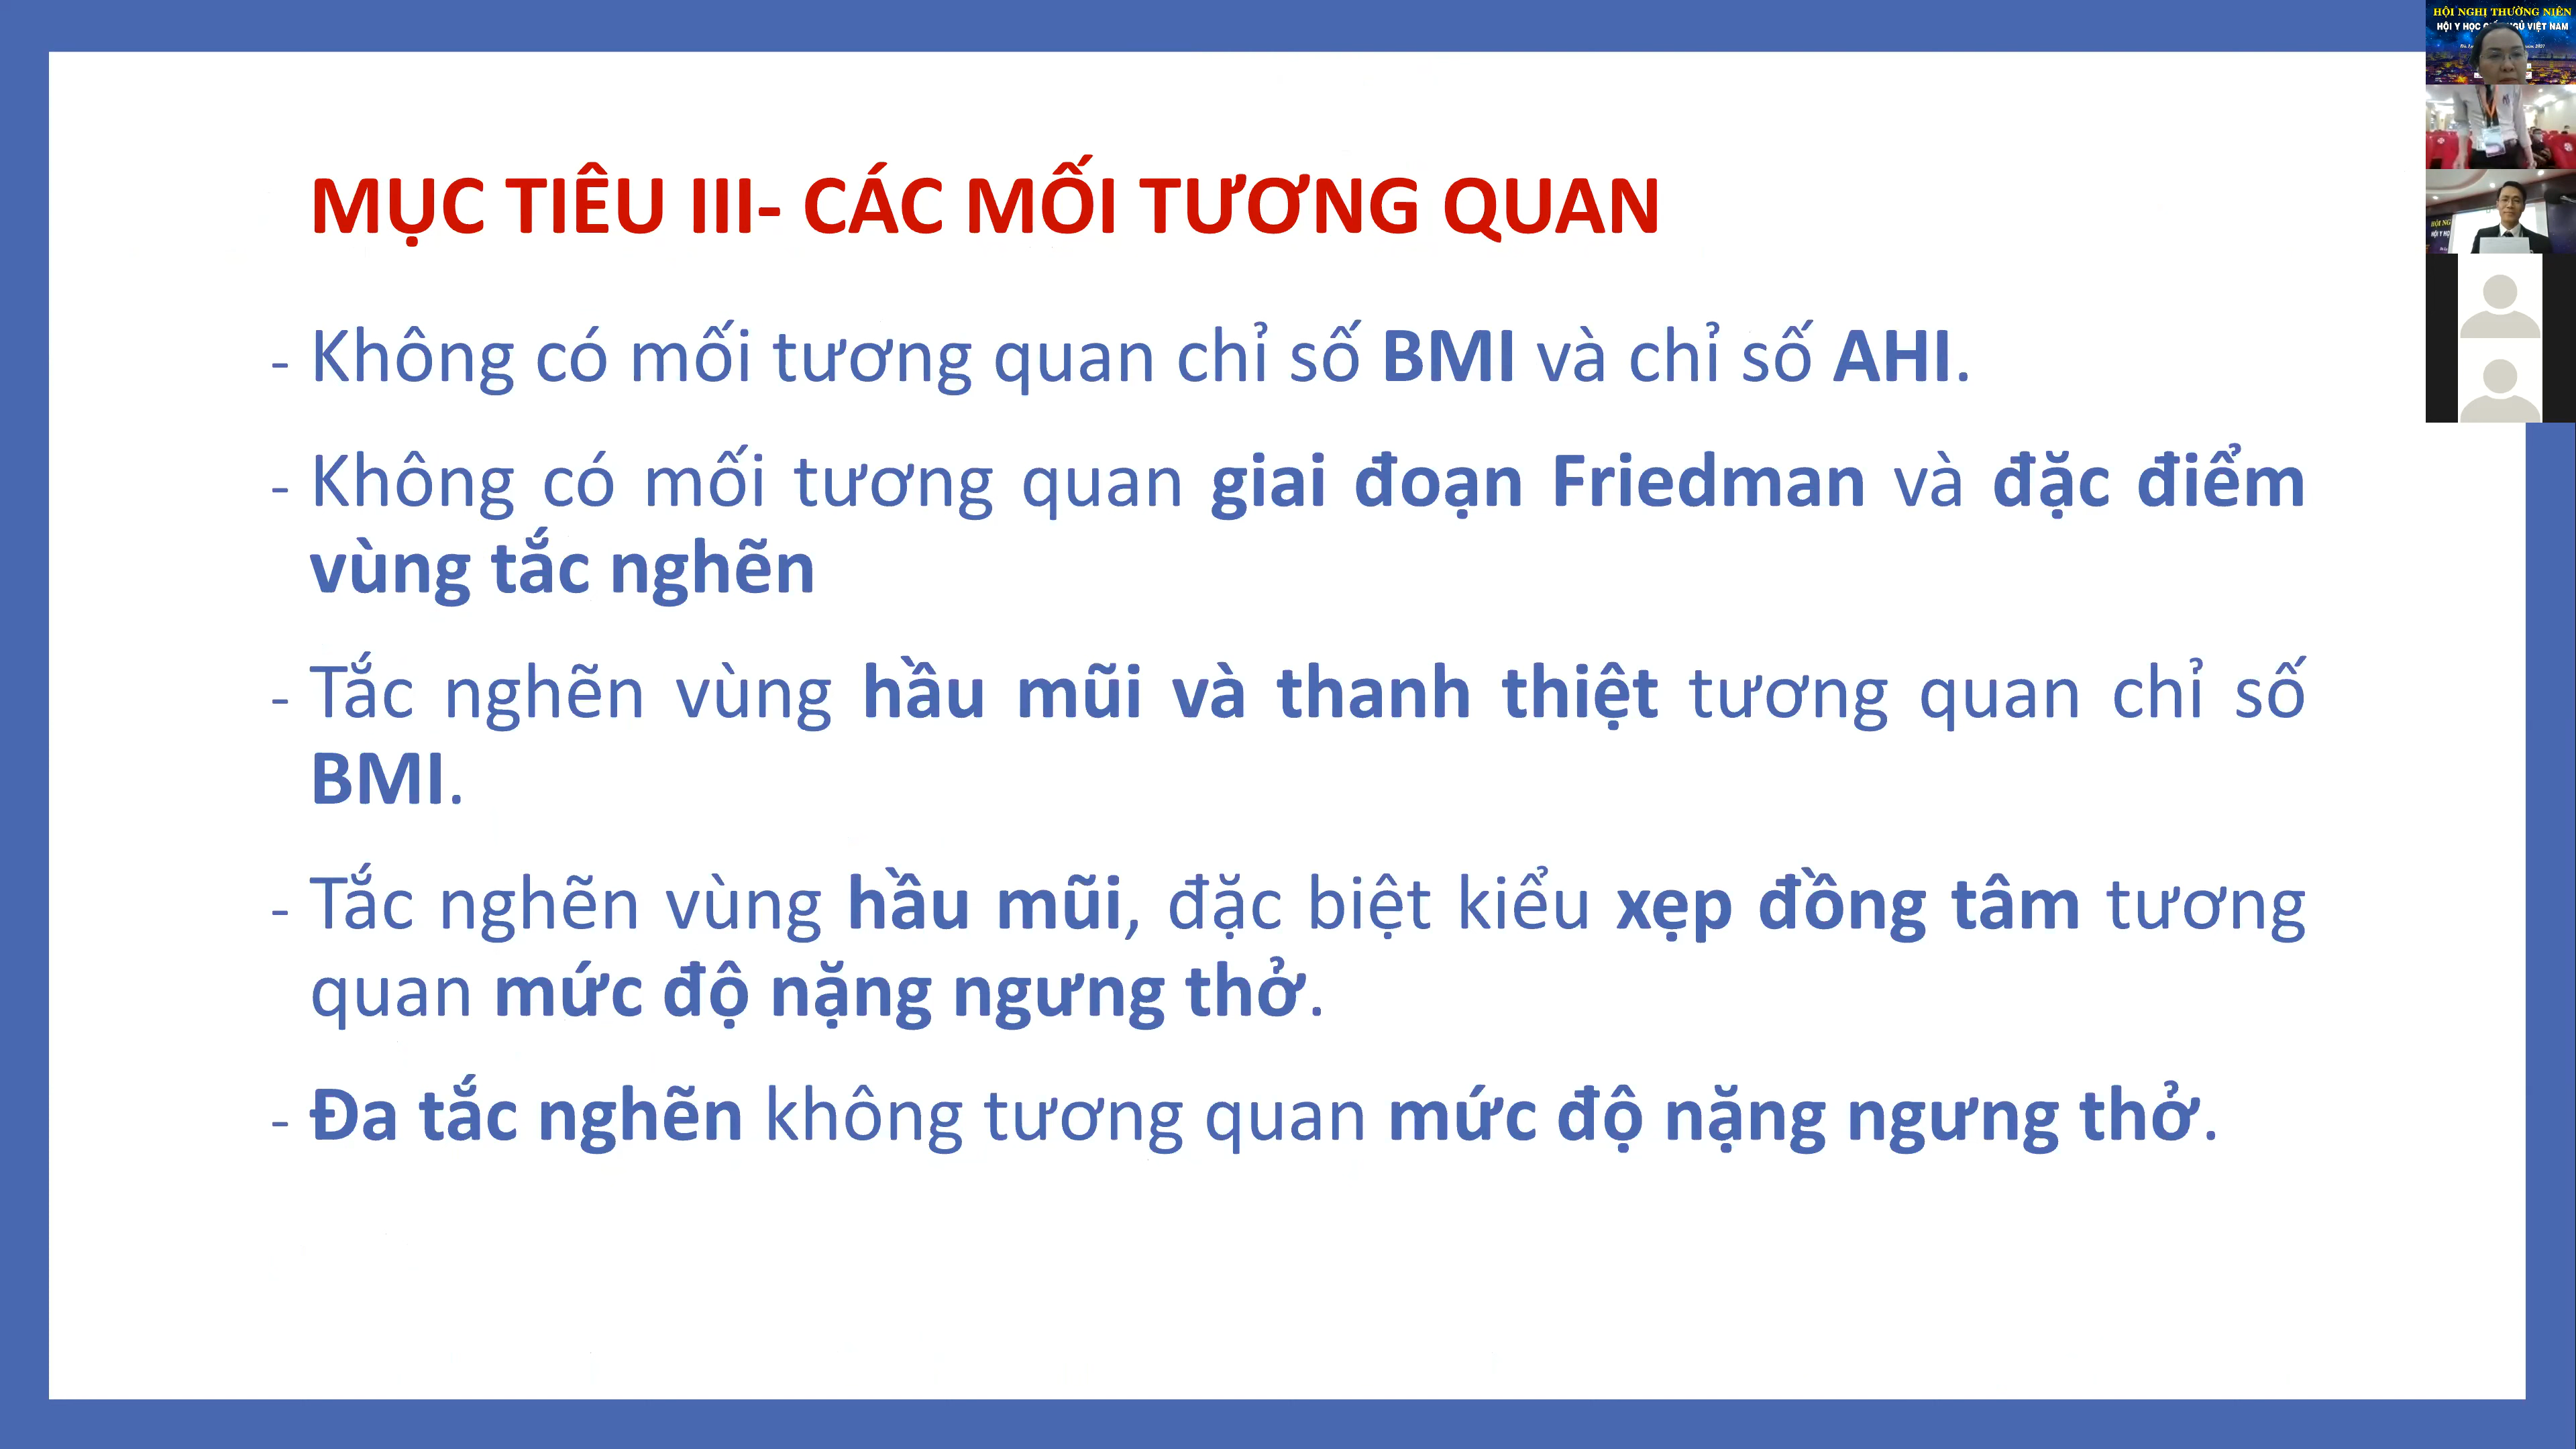 MỤC TIÊU III- CÁC MỐI TƯƠNG QUAN
- Không có mối tương quan chỉ số BMI và chỉ số AHI.
- Không có mối tương quan giai đoạn Friedman và đặc điểm
vùng tắc nghẽn
- Tắc nghẽn vùng hầu mũi và thanh thiệt tương quan chỉ số
BMI.
- Tắc nghẽn vùng hầu mũi, đặc biệt kiểu xẹp đồng tâm tương
quan mức độ nặng ngưng thở.
- Đa tắc nghẽn không tương quan mức độ nặng ngưng thở.
HỘI NGHỊ THƯỜNG NIÊN
HỘI Y HỌC VIỆT NAM